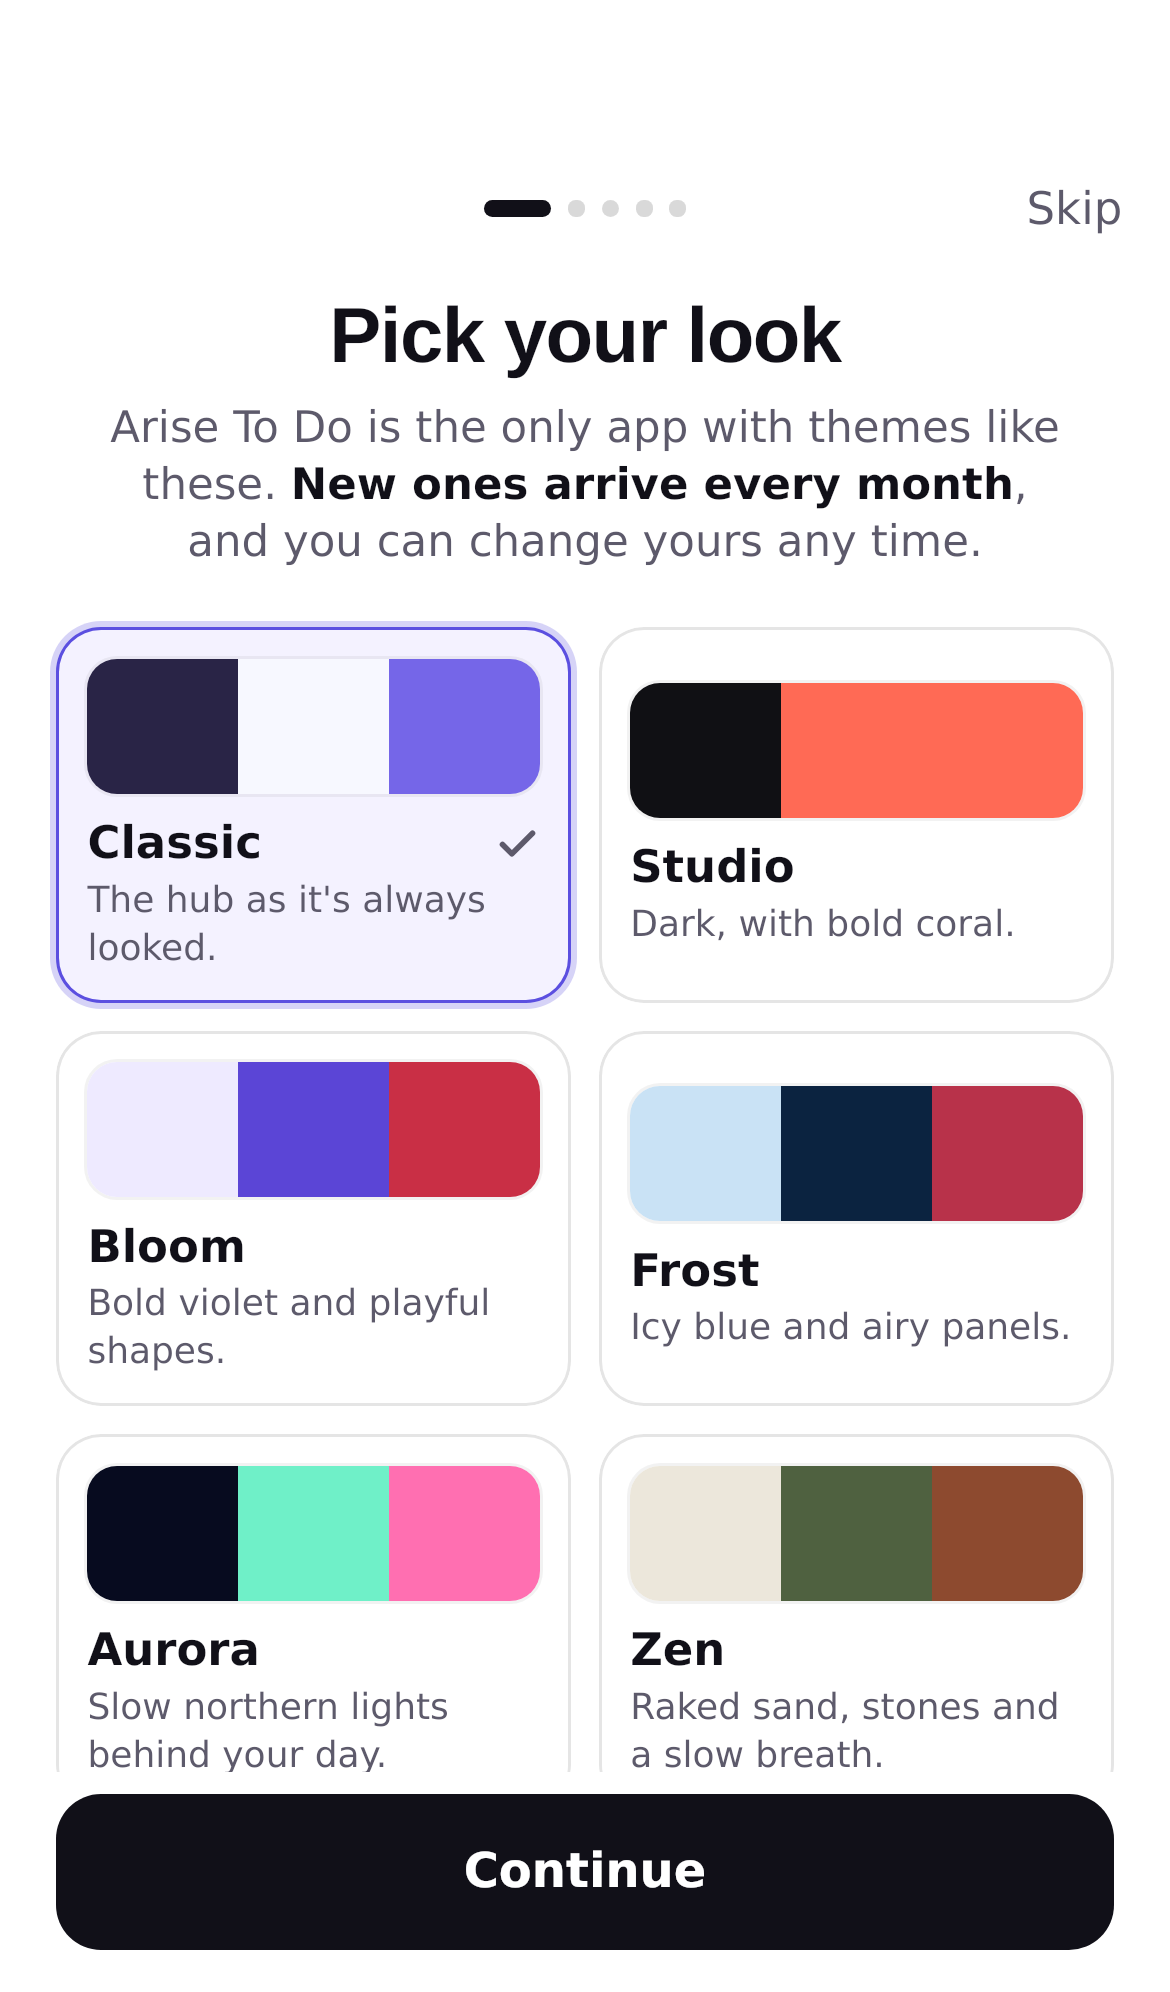 Skip
Pick your look
Arise To Do is the only app with themes like
these. New ones arrive every month,
and you can change yours any time.
Classic
The hub as it's always
looked.
Studio
Dark, with bold coral.
Bloom
Bold violet and playful
shapes.
Frost
Icy blue and airy panels.
Aurora
Slow northern lights
behind your day.
Zen
Raked sand, stones and
a slow breath.
Continue